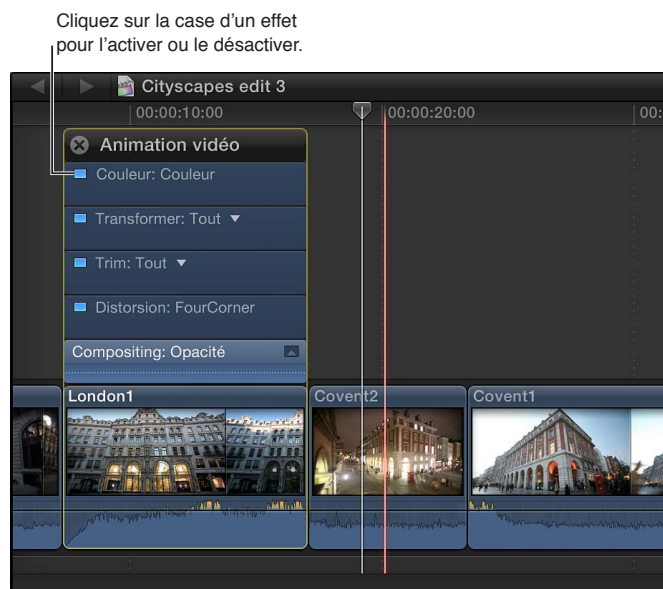 Cliquez sur la case d’un effet
pour l’activer ou le désactiver.
Cityscapes edit 3
00:00:10:00
00:00:20:00
00:
Animation vidéo
Couleur: Couleur
Transformer: Tout
Trim: Tout
Distorsion: FourCorner
Compositing: Opacité
London1
Covent2
Covent1